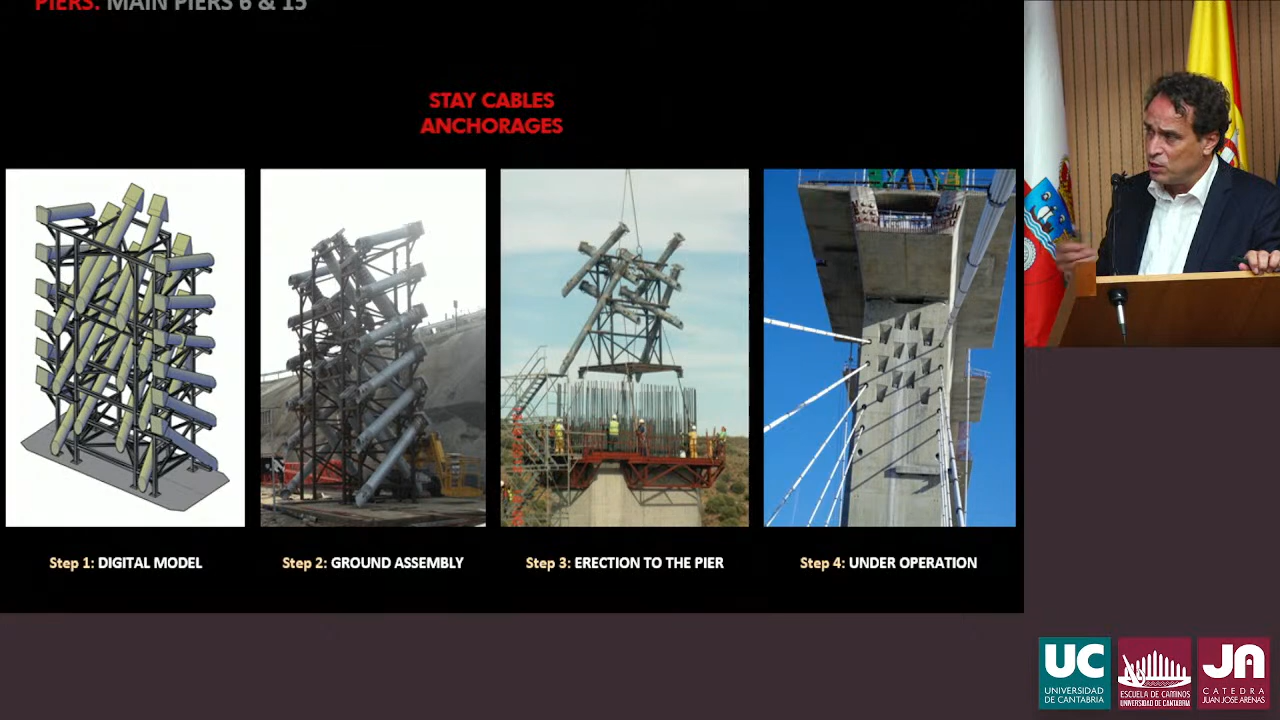 PIERS: MAIN PIERS 6 & 15
STAY CABLES
ANCHORAGES
Step 1: DIGITAL MODEL
Step 2: GROUND ASSEMBLY
Step 3: ERECTION TO THE PIER
Step 4: UNDER OPERATION
UC
UNIVERSIDAD
DE CANTABRIA
ESCUELA DE CAMINOS
UNIVERSIDAD DE CANTABRIA
JA
CATEDRA
JUAN JOSE ARENAS